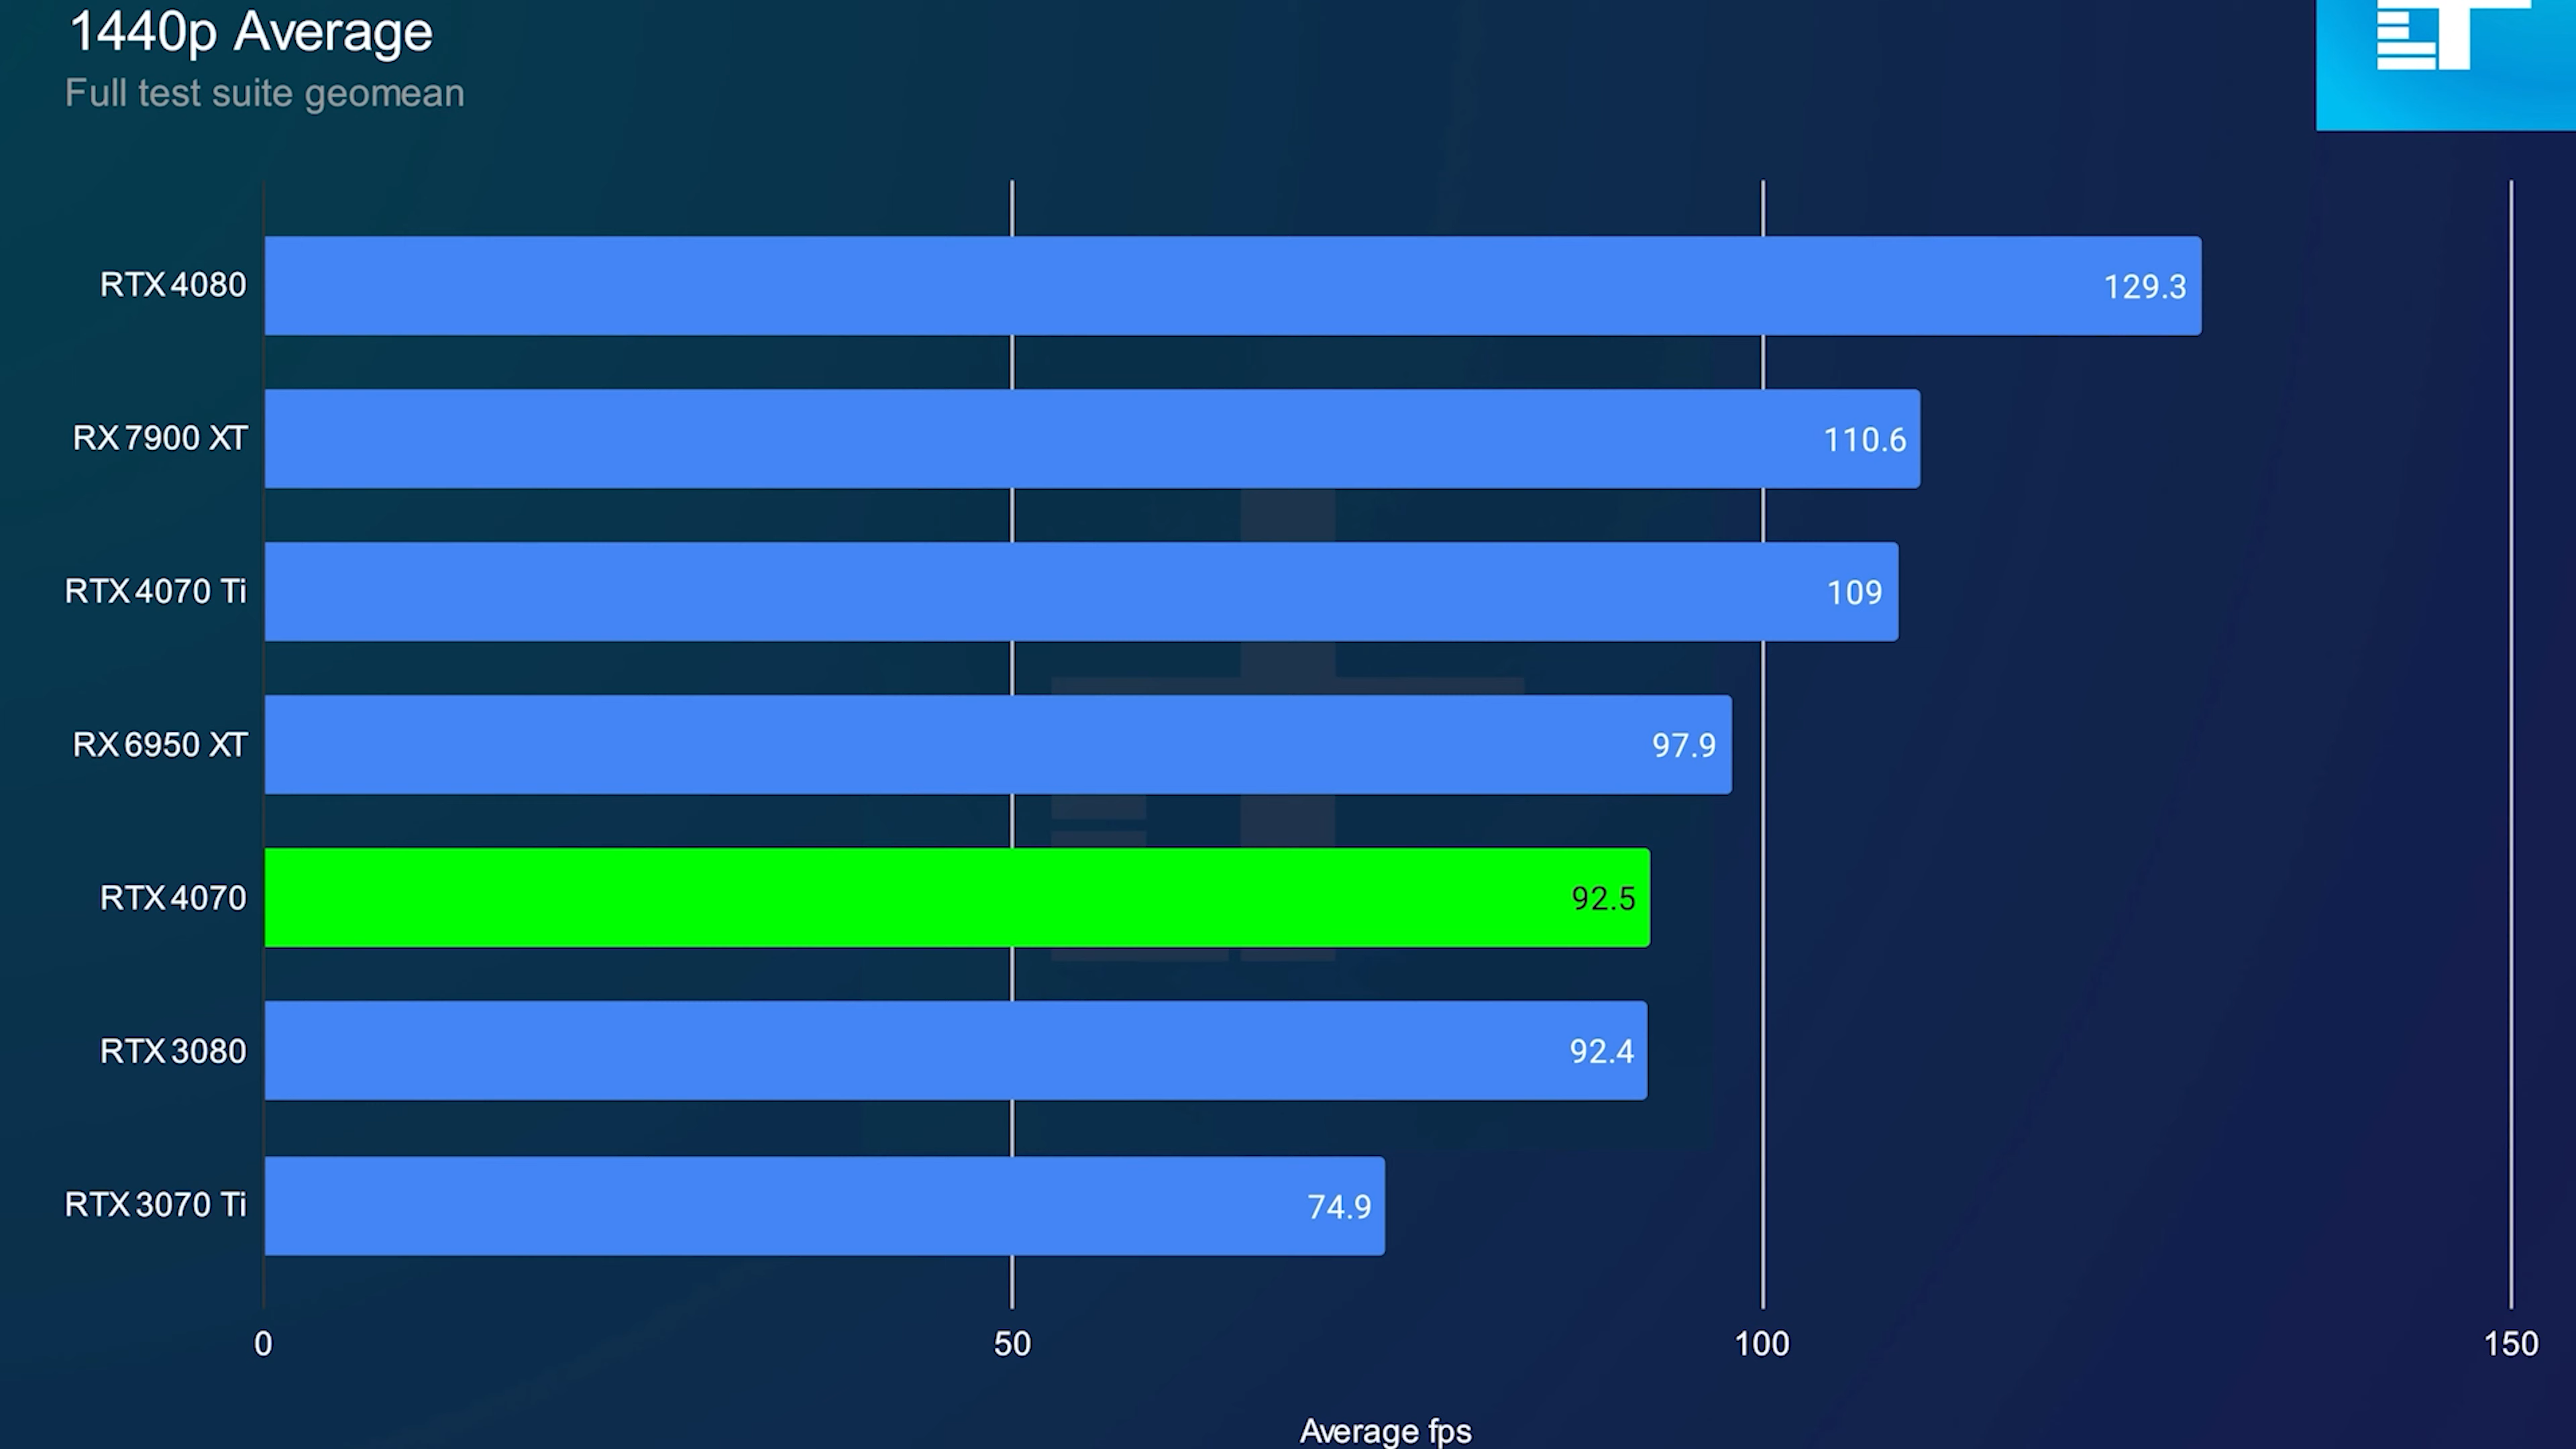 1440p Average
Full test suite geomean
RTX 4080 129.3
RX 7900 XT 110.6
RTX 4070 Ti 109
RX 6950 XT 97.9
RTX 4070 92.5
RTX 3080 92.4
RTX 3070 Ti 74.9
0 50 100 150
Average fps